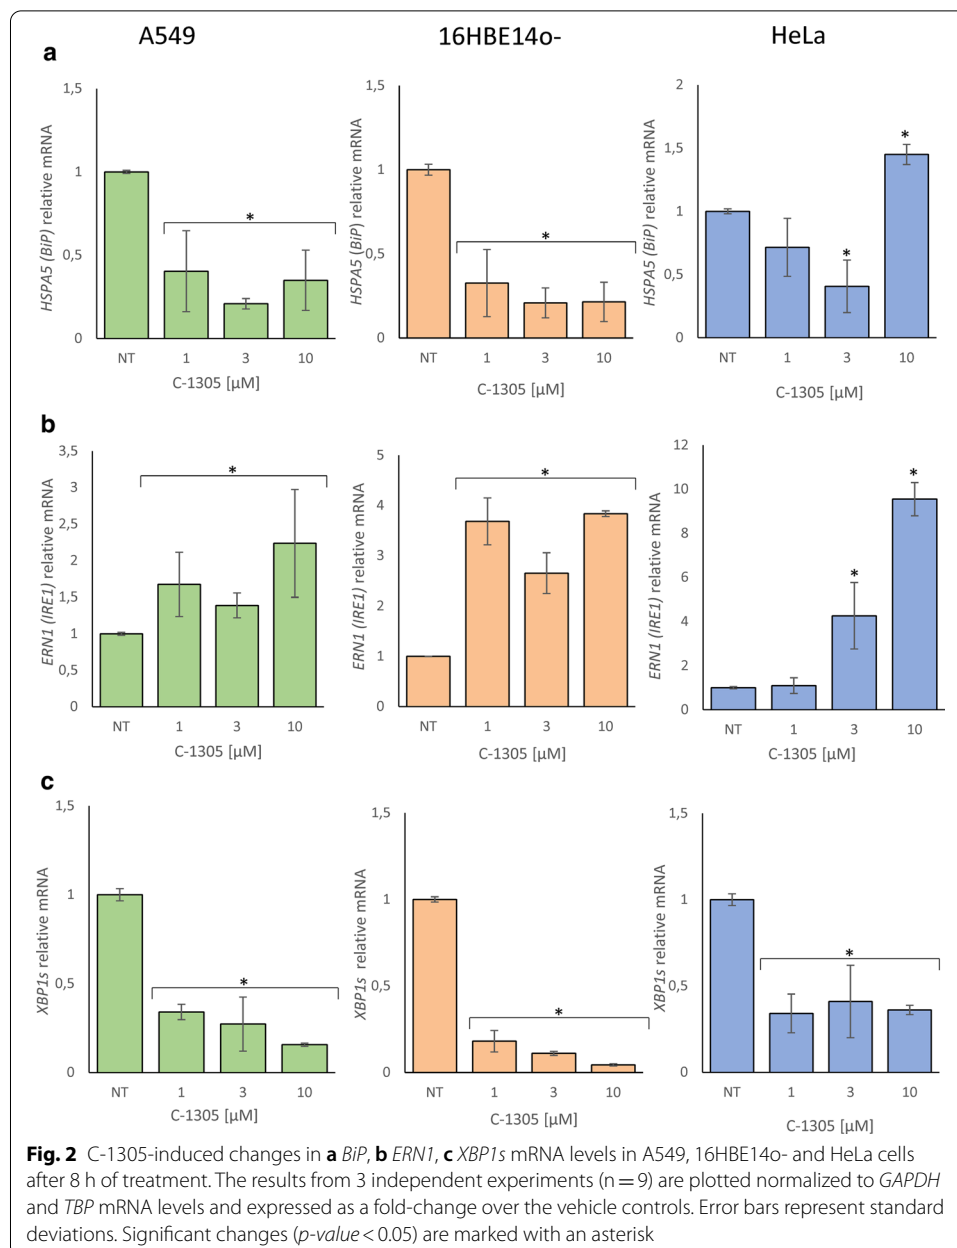 A549 16HBE14o- HeLa
a
HSPA5 (BiP) relative mRNA
1,5
1
0,5
0
*
NT 1 3 10
C-1305 [µM]
HSPA5 (BiP) relative mRNA
1,5
1
0,5
0
*
NT 1 3 10
C-1305 [µM]
HSPA5 (BiP) relative mRNA
2
1,5
1
0,5
0
*
*
NT 1 3 10
C-1305 [µM]
b
ERN1 (IRE1) relative mRNA
3,5
3
2,5
2
1,5
1
0,5
0
*
NT 1 3 10
C-1305 [µM]
ERN1 (IRE1) relative mRNA
5
4
3
2
1
0
*
NT 1 3 10
C-1305 [µM]
ERN1 (IRE1) relative mRNA
12
10
8
6
4
2
0
*
*
NT 1 3 10
C-1305 [µM]
c
XBP1s relative mRNA
1,5
1
0,5
0
*
NT 1 3 10
C-1305 [µM]
XBP1s relative mRNA
1,5
1
0,5
0
*
NT 1 3 10
C-1305 [µM]
XBP1s relative mRNA
1,5
1
0,5
0
*
NT 1 3 10
C-1305 [µM]
Fig. 2 C-1305-induced changes in a BiP, b ERN1, c XBP1s mRNA levels in A549, 16HBE14o- and HeLa cells
after 8 h of treatment. The results from 3 independent experiments (n = 9) are plotted normalized to GAPDH
and TBP mRNA levels and expressed as a fold-change over the vehicle controls. Error bars represent standard
deviations. Significant changes (p-value < 0.05) are marked with an asterisk